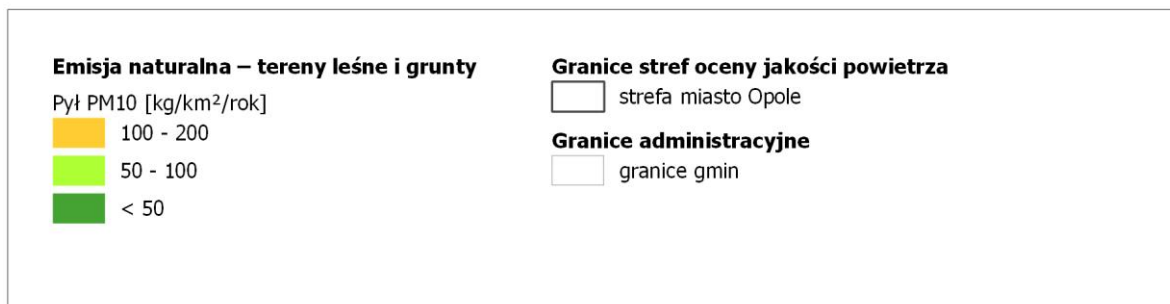 Emisja naturalna – tereny leśne i grunty
Pył PM10 [kg/km²/rok]
100 - 200
50 - 100
< 50
Granice stref oceny jakości powietrza
strefa miasto Opole
Granice administracyjne
granice gmin